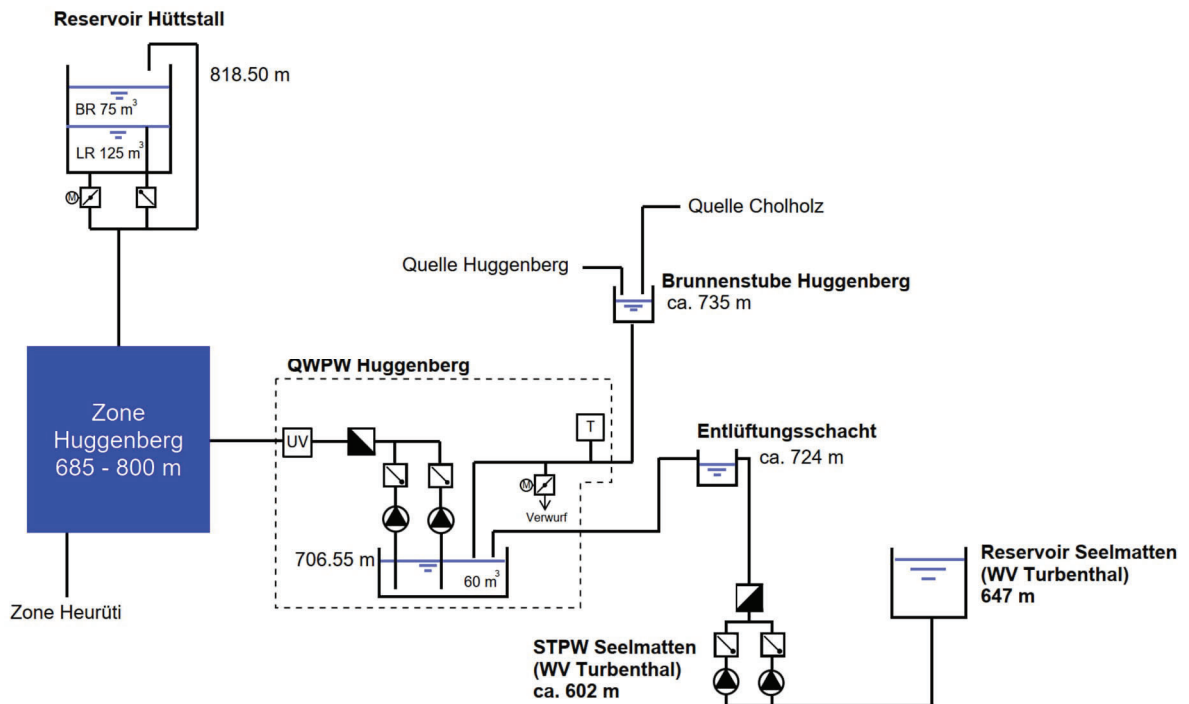 Reservoir Hüttstall
818.50 m
BR 75 m³
LR 125 m³
M
Quelle Cholholz
Quelle Huggenberg
Brunnenstube Huggenberg
ca. 735 m
QWPW Huggenberg
Zone
Huggenberg
685 - 800 m
UV
T
M
Verwurf
Entlüftungsschacht
ca. 724 m
706.55 m
60 m³
Zone Heurüti
Reservoir Seelmatten
(WV Turbenthal)
647 m
STPW Seelmatten
(WV Turbenthal)
ca. 602 m